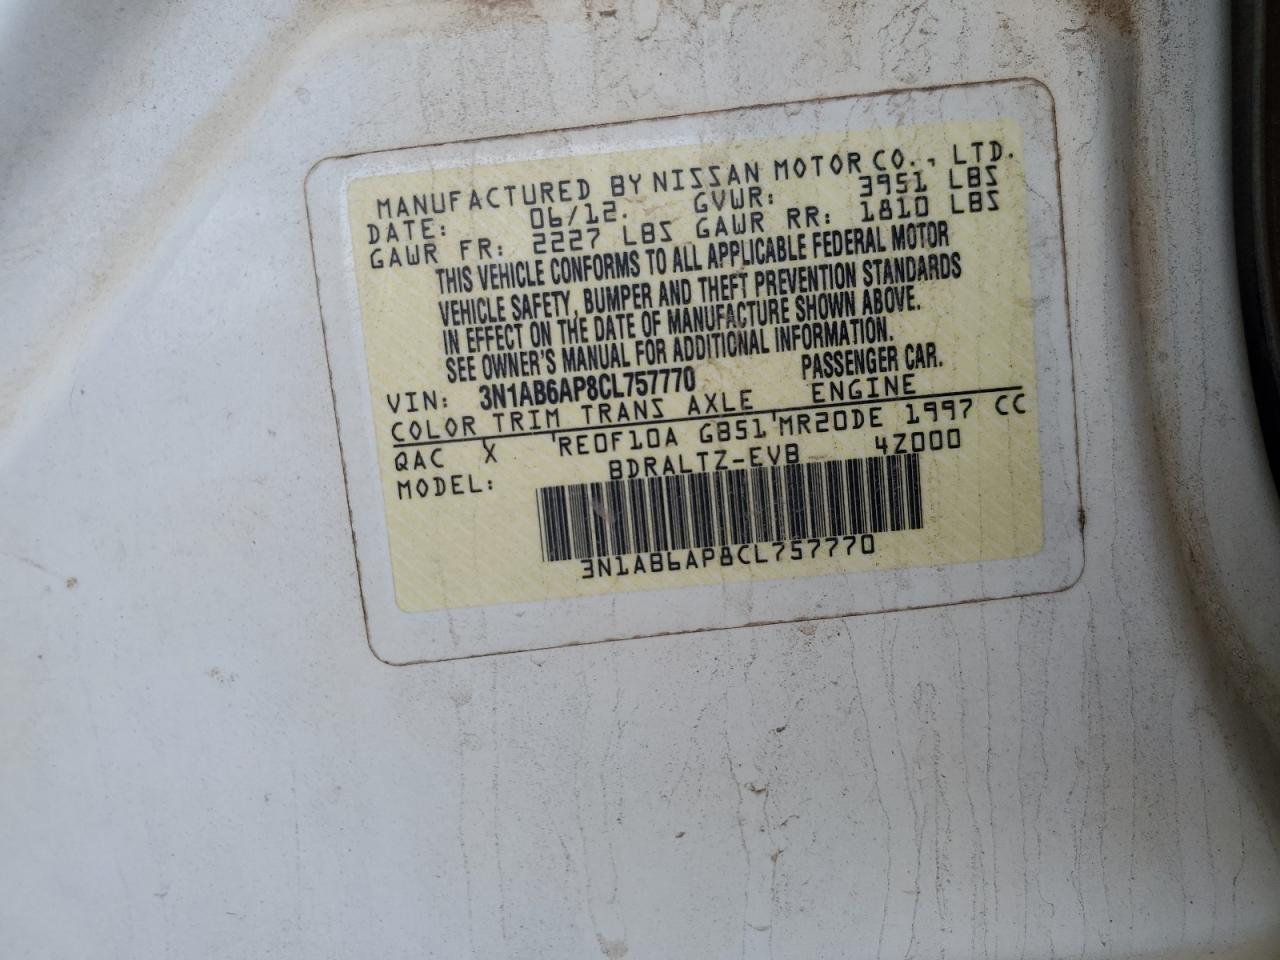 MANUFACTURED BY NISSAN MOTOR CO., LTD.
DATE: 06/12. GVWR: 3951 LBS
GAWR FR: 2227 LBS GAWR RR: 1810 LBS
THIS VEHICLE CONFORMS TO ALL APPLICABLE FEDERAL MOTOR
VEHICLE SAFETY, BUMPER AND THEFT PREVENTION STANDARDS
IN EFFECT ON THE DATE OF MANUFACTURE SHOWN ABOVE.
SEE OWNER'S MANUAL FOR ADDITIONAL INFORMATION.
VIN: 3N1AB6AP8CL757770 PASSENGER CAR.
COLOR TRIM TRANS AXLE ENGINE
QAC X RE0F10A GB51 MR20DE 1997 CC
MODEL: BDRALTZ-EVB 4Z000
3N1AB6AP8CL757770